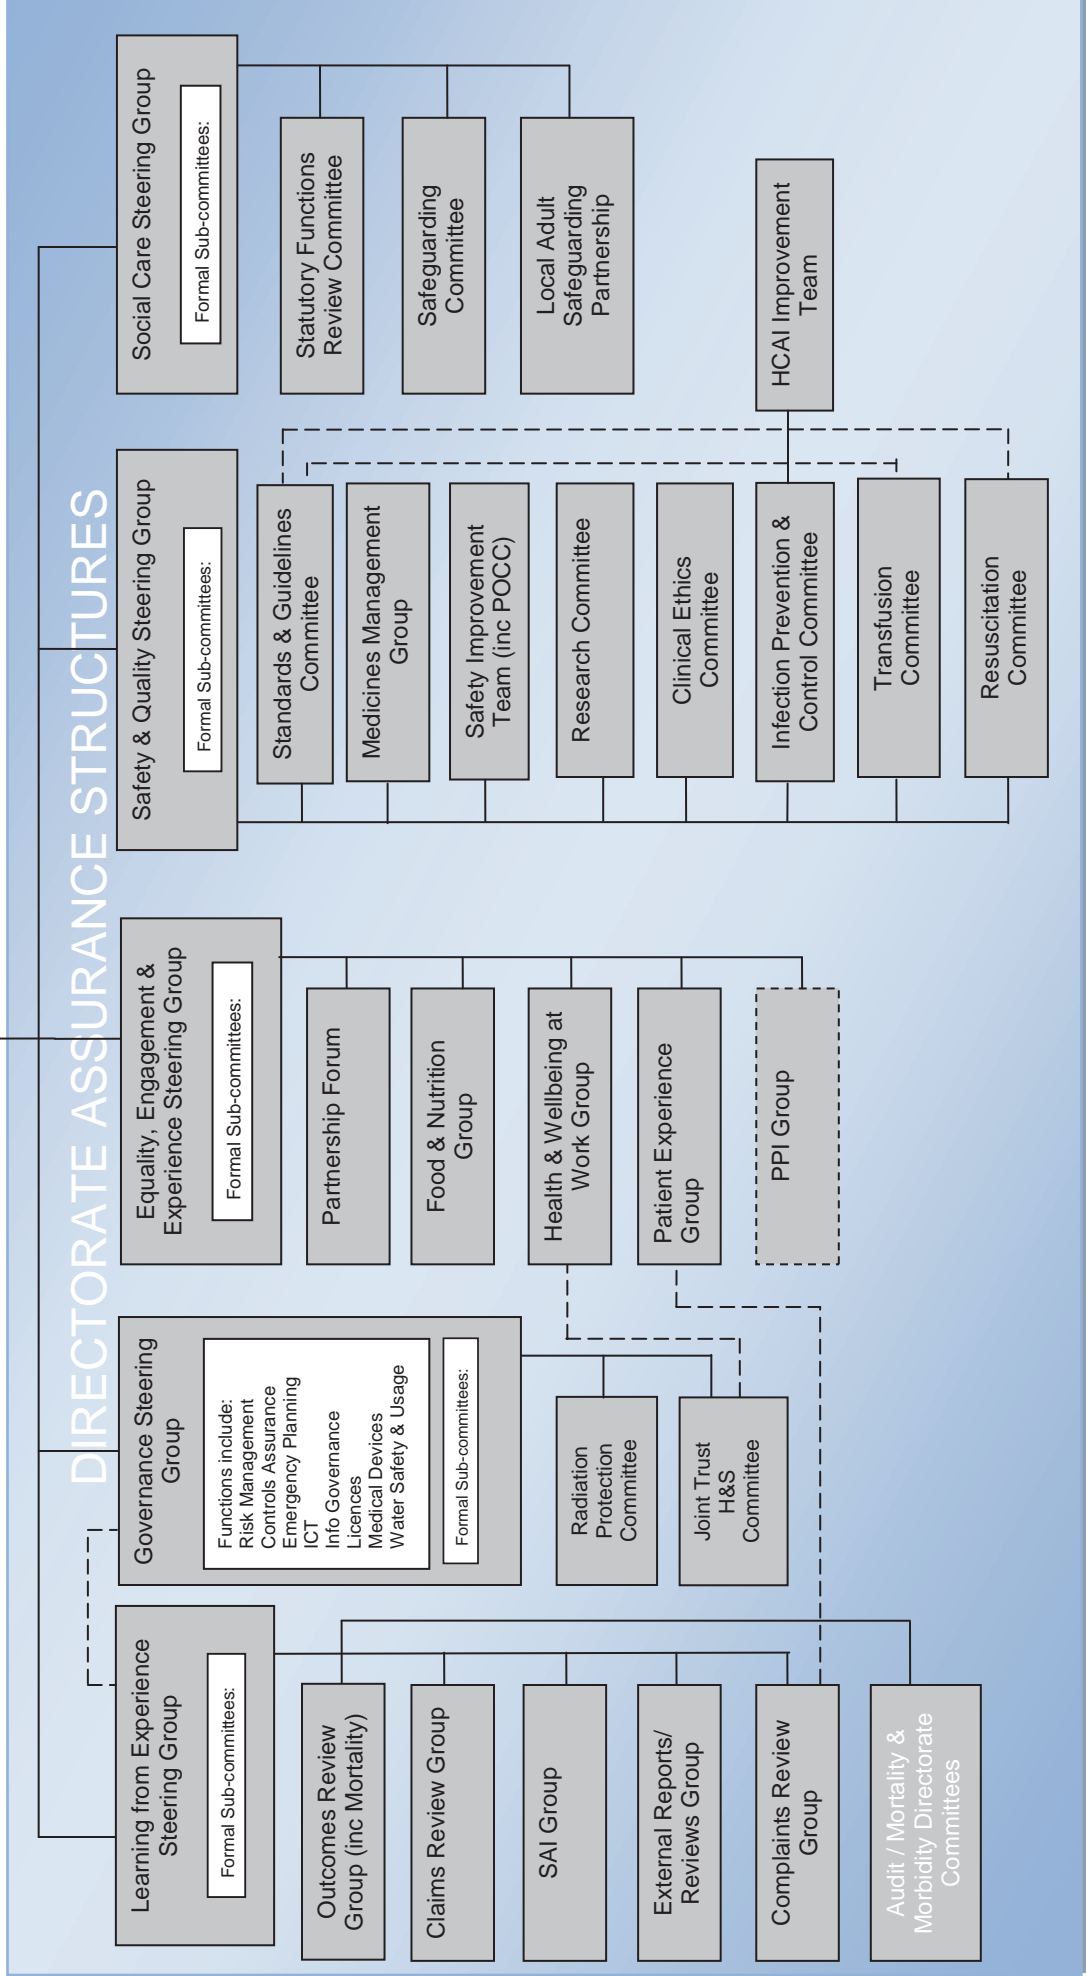 DIRECTORATE ASSURANCE STRUCTURES
Learning from Experience
Steering Group
Formal Sub-committees:
Outcomes Review
Group (inc Mortality)
Claims Review Group
SAI Group
External Reports/
Reviews Group
Complaints Review
Group
Audit / Mortality &
Morbidity Directorate
Committees
Governance Steering
Group
Functions include:
Risk Management
Controls Assurance
Emergency Planning
ICT
Info Governance
Licences
Medical Devices
Water Safety & Usage
Formal Sub-committees:
Radiation
Protection
Committee
Joint Trust
H&S
Committee
Equality, Engagement &
Experience Steering Group
Formal Sub-committees:
Partnership Forum
Food & Nutrition
Group
Health & Wellbeing at
Work Group
Patient Experience
Group
PPI Group
Safety & Quality Steering Group
Formal Sub-committees:
Standards & Guidelines
Committee
Medicines Management
Group
Safety Improvement
Team (inc POCC)
Research Committee
Clinical Ethics
Committee
Infection Prevention &
Control Committee
Transfusion
Committee
Resuscitation
Committee
HCAI Improvement
Team
Social Care Steering Group
Formal Sub-committees:
Statutory Functions
Review Committee
Safeguarding
Committee
Local Adult
Safeguarding
Partnership